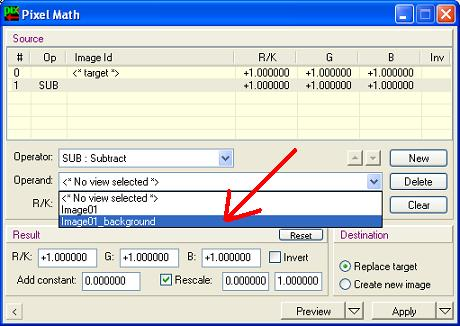 Pixel Math
Source
# Op Image Id R/K G B Inv
0 <* target *> +1.000000 +1.000000 +1.000000
1 SUB +1.000000 +1.000000 +1.000000
Operator: SUB : Subtract New
Operand: <* No view selected *> Delete
<* No view selected *>
R/K: Image01 Clear
Image01_background
Result Reset Destination
R/K: +1.000000 G: +1.000000 B: +1.000000 Invert Replace target
Add constant: 0.000000 Rescale: 0.000000 1.000000 Create new image
< Preview Apply